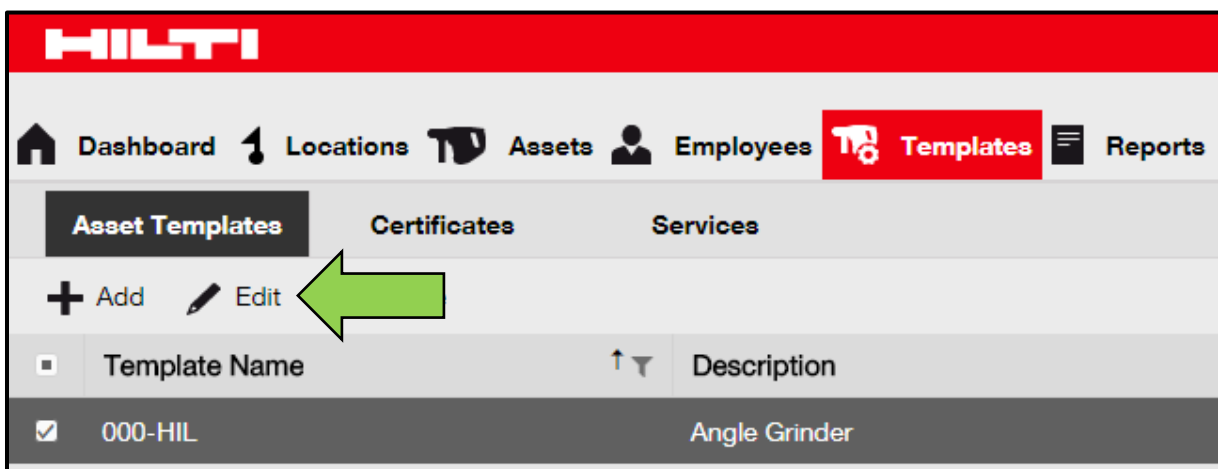 HILTI
Dashboard Locations Assets Employees Templates Reports
Asset Templates Certificates Services
Add Edit
Template Name Description
000-HIL Angle Grinder